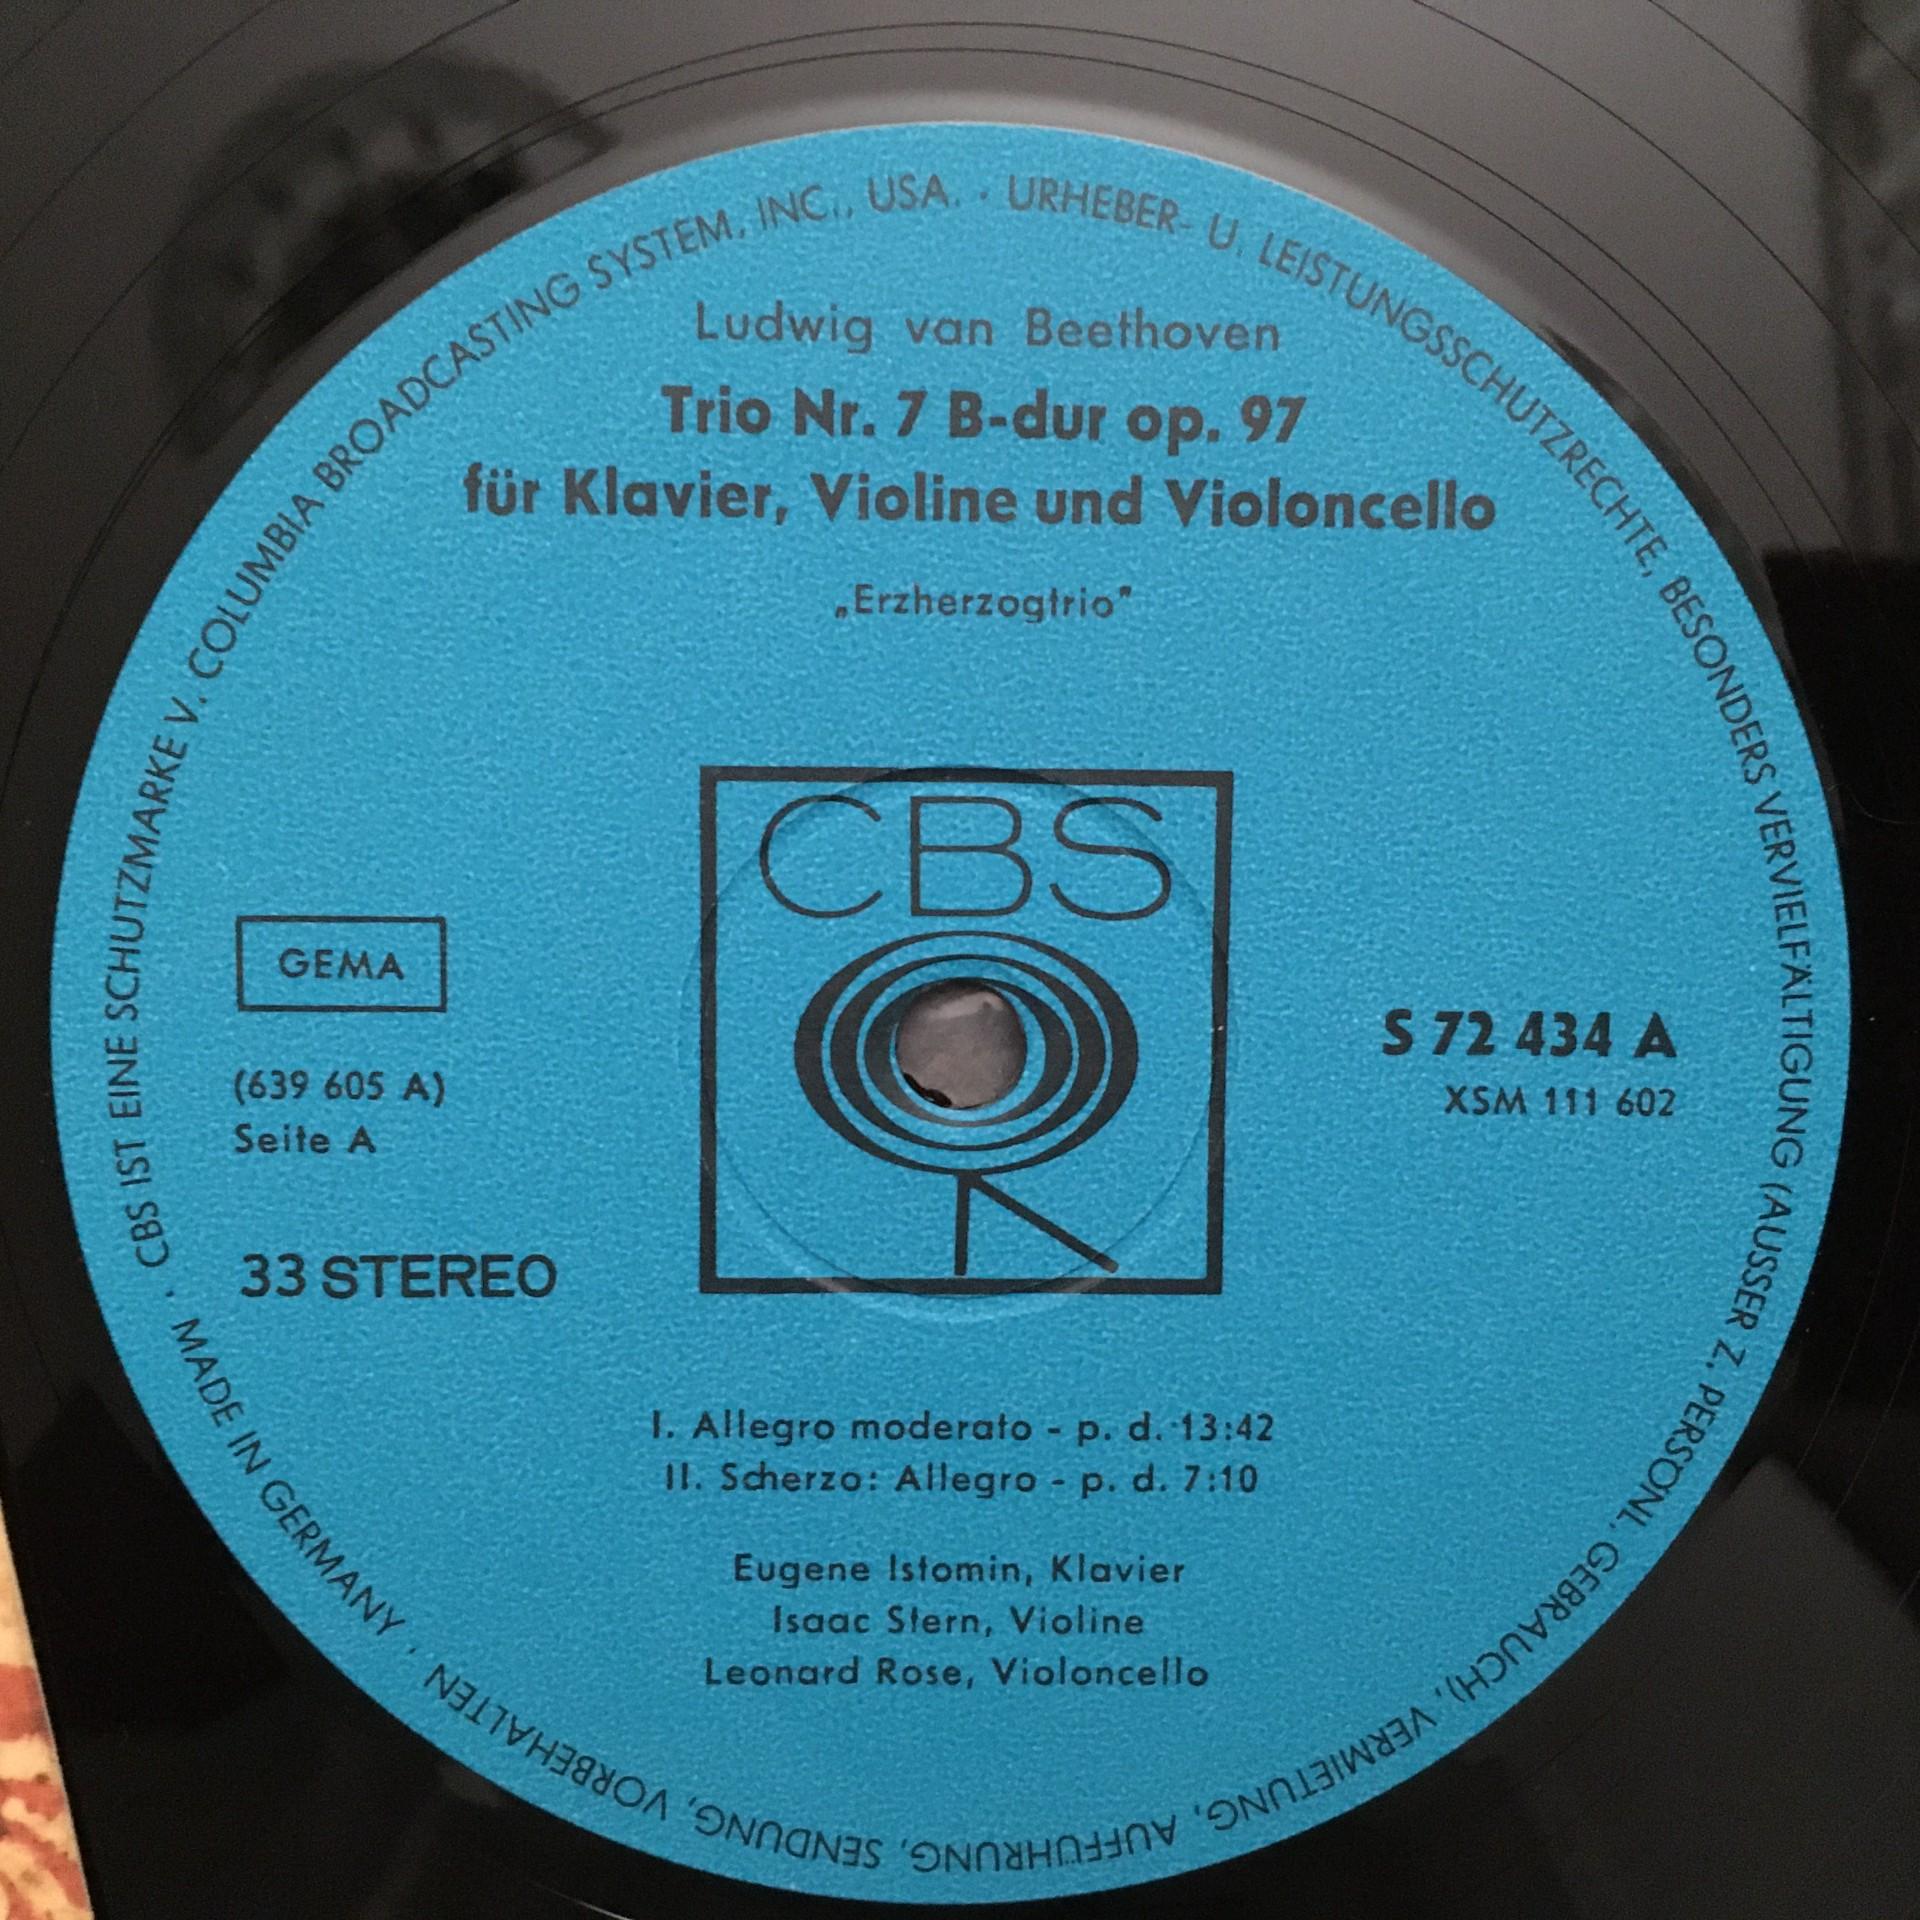 Ludwig van Beethoven
Trio Nr. 7 B-dur op. 97
für Klavier, Violine und Violoncello
„Erzherzogtrio"
CBS
GEMA
(639 605 A)
Seite A
33 STEREO
S 72 434 A
XSM 111 602
I. Allegro moderato - p. d. 13:42
II. Scherzo: Allegro - p. d. 7:10
Eugene Istomin, Klavier
Isaac Stern, Violine
Leonard Rose, Violoncello
CBS IST EINE SCHUTZMARKE V. COLUMBIA BROADCASTING SYSTEM, INC., USA. · URHEBER- U. LEISTUNGSSCHUTZRECHTE, BESONDERS VERVIELFÄLTIGUNG (AUSSER Z. PERSÖNL. GEBRAUCH), VERMIETUNG, AUFFÜHRUNG, SENDUNG, VORBEHALTEN · MADE IN GERMANY ·